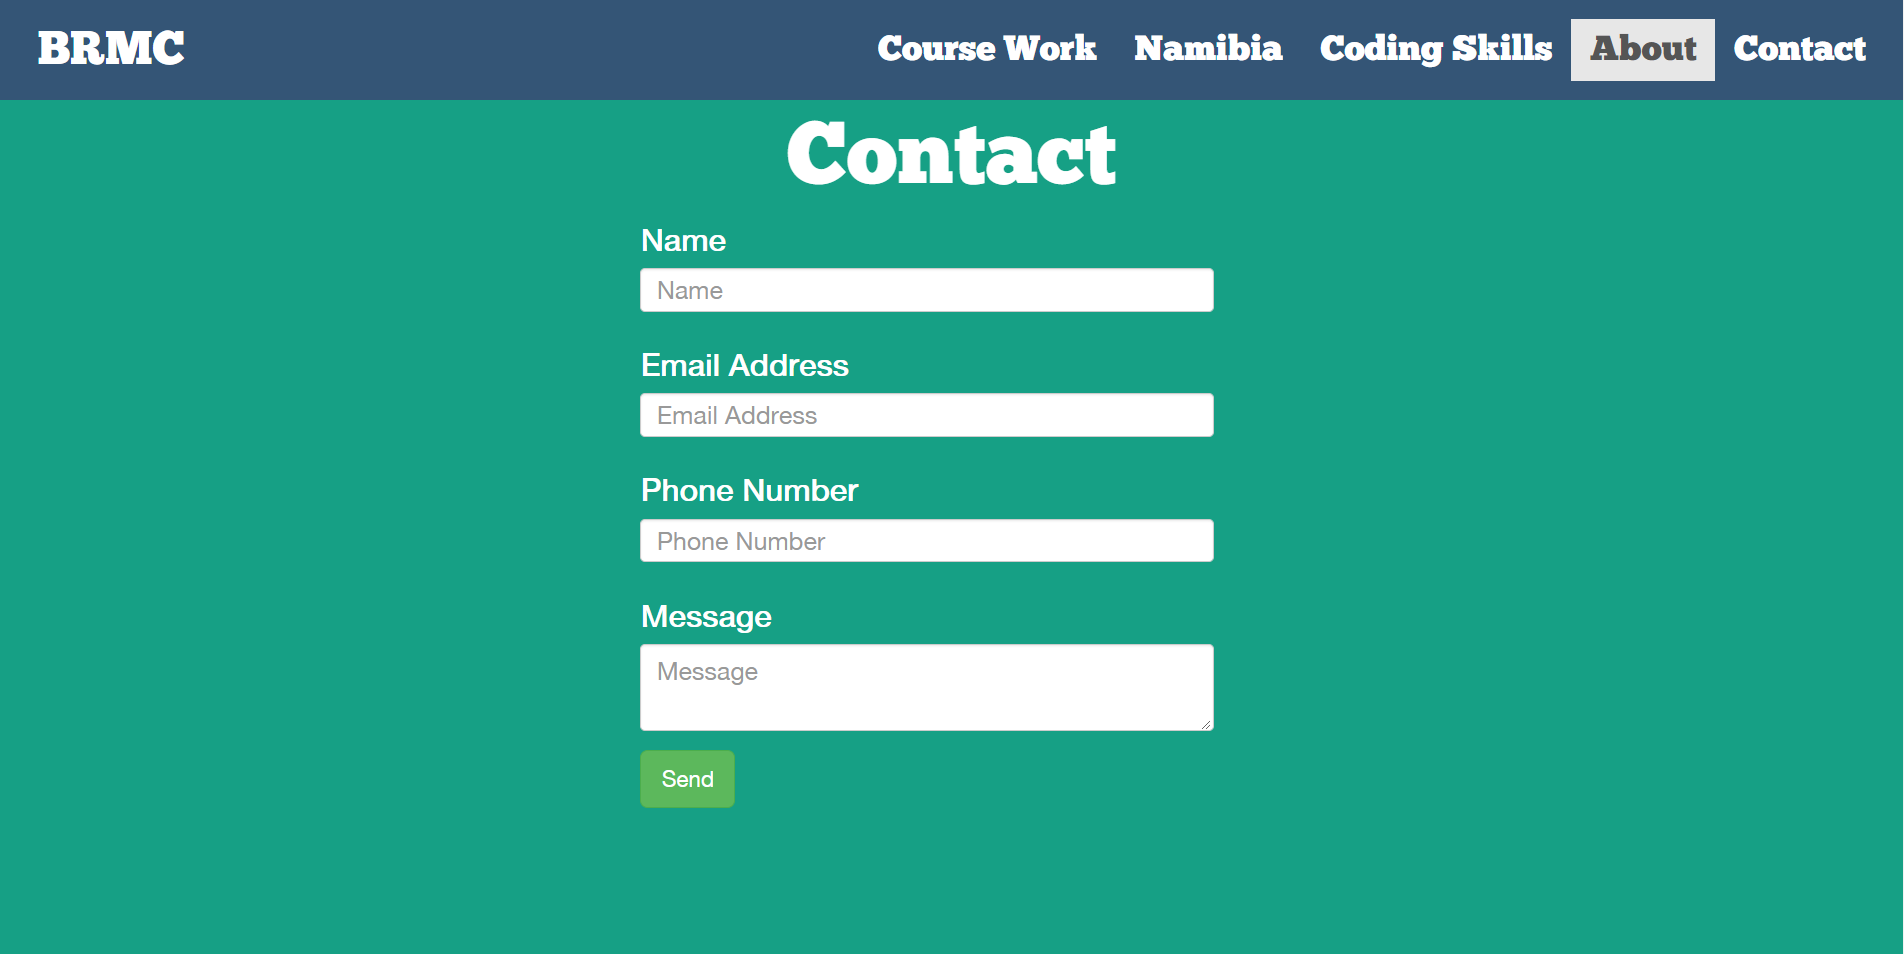 BRMC Course Work Namibia Coding Skills About Contact
Contact
Name
Name
Email Address
Email Address
Phone Number
Phone Number
Message
Message
Send